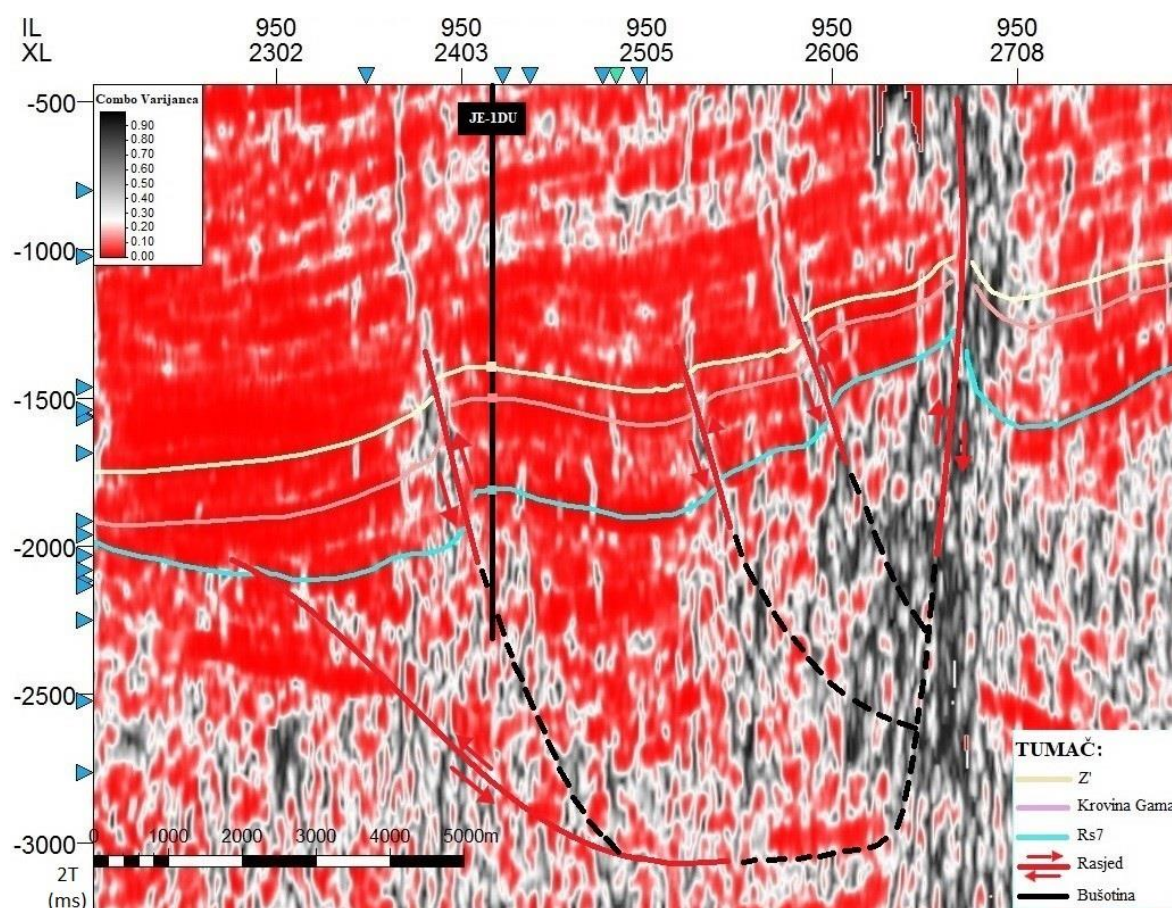 IL 950 950 950 950 950
XL 2302 2403 2505 2606 2708
-500
Combo Varijanca
0.90
0.80
0.70
0.60
0.50
0.40
0.30
0.20
0.10
0.00
JE-1DU
-1000
-1500
-2000
-2500
-3000
0 1000 2000 3000 4000 5000m
2T
(ms)
TUMAČ:
Z'
Krovina Gama
Rs7
Rasjed
Bušotina